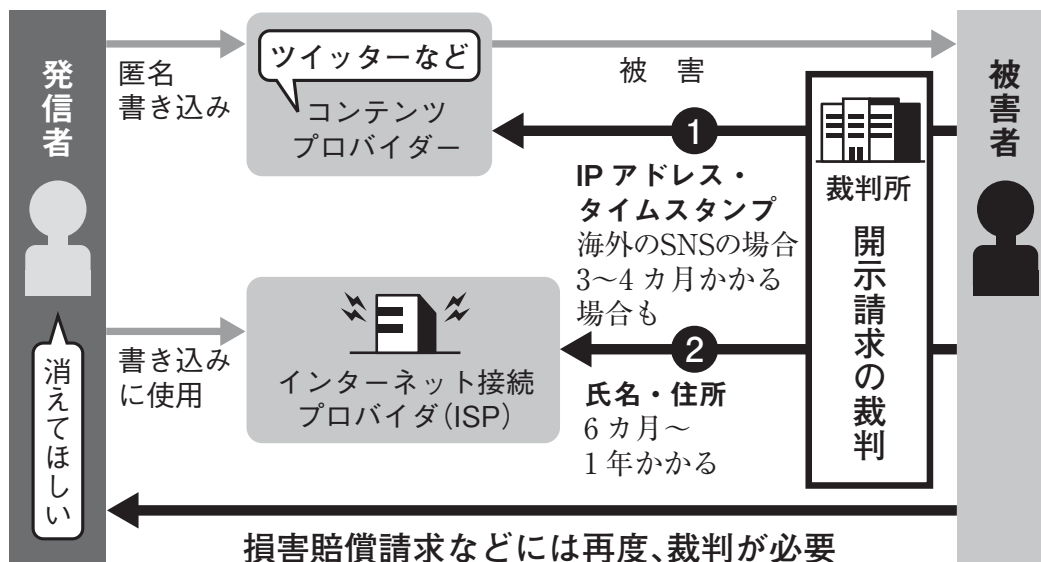 発信者
消えてほしい
匿名
書き込み
ツイッターなど
コンテンツ
プロバイダー
被 害
被害者
1
IP アドレス・
タイムスタンプ
海外のSNSの場合
3〜4 カ月かかる
場合も
裁判所
開示請求の裁判
書き込み
に使用
インターネット接続
プロバイダ(ISP)
2
氏名・住所
6 カ月〜
1 年かかる
損害賠償請求などには再度、裁判が必要